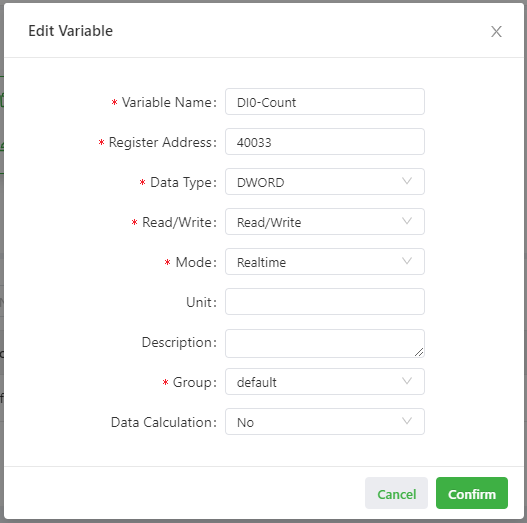 Edit Variable
* Variable Name: DI0-Count
* Register Address: 40033
* Data Type: DWORD
* Read/Write: Read/Write
* Mode: Realtime
Unit:
Description:
* Group: default
Data Calculation: No
Cancel Confirm